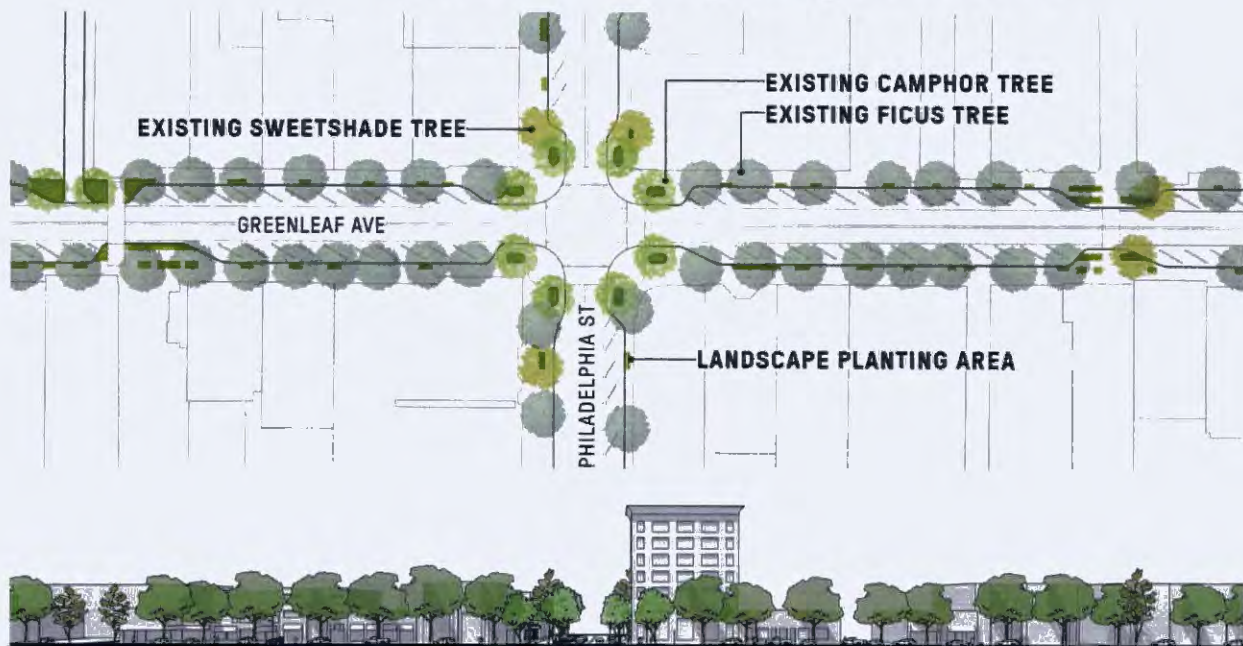 EXISTING CAMPHOR TREE
EXISTING SWEETSHADE TREE
EXISTING FICUS TREE
GREENLEAF AVE
PHILADELPHIA ST
LANDSCAPE PLANTING AREA